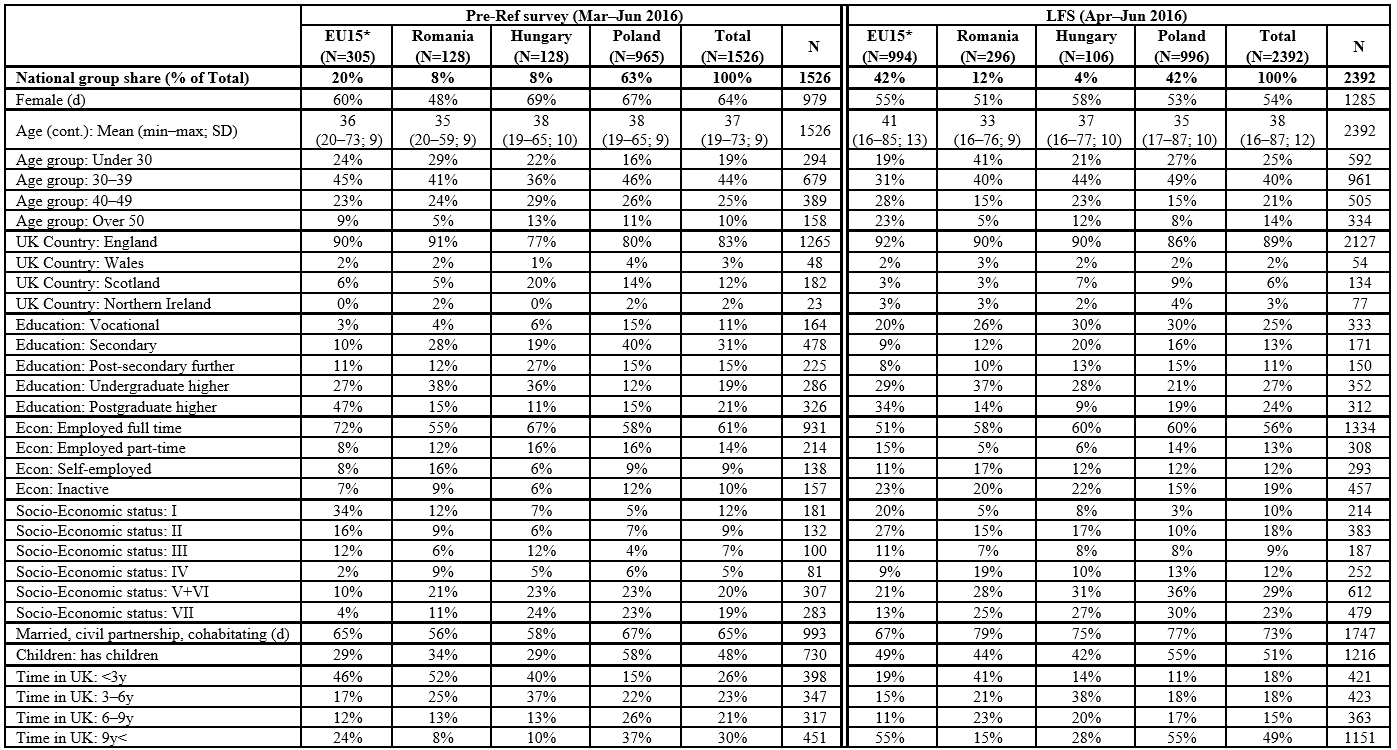 Pre-Ref survey (Mar–Jun 2016) LFS (Apr–Jun 2016)
EU15* (N=305) Romania (N=128) Hungary (N=128) Poland (N=965) Total (N=1526) N EU15* (N=994) Romania (N=296) Hungary (N=106) Poland (N=996) Total (N=2392) N
National group share (% of Total) 20% 8% 8% 63% 100% 1526 42% 12% 4% 42% 100% 2392
Female (d) 60% 48% 69% 67% 64% 979 55% 51% 58% 53% 54% 1285
Age (cont.): Mean (min–max; SD) 36 (20–73; 9) 35 (20–59; 9) 38 (19–65; 10) 38 (19–65; 9) 37 (19–73; 9) 1526 41 (16–85; 13) 33 (16–76; 9) 37 (16–77; 10) 35 (17–87; 10) 38 (16–87; 12) 2392
Age group: Under 30 24% 29% 22% 16% 19% 294 19% 41% 21% 27% 25% 592
Age group: 30–39 45% 41% 36% 46% 44% 679 31% 40% 44% 49% 40% 961
Age group: 40–49 23% 24% 29% 26% 25% 389 28% 15% 23% 15% 21% 505
Age group: Over 50 9% 5% 13% 11% 10% 158 23% 5% 12% 8% 14% 334
UK Country: England 90% 91% 77% 80% 83% 1265 92% 90% 90% 86% 89% 2127
UK Country: Wales 2% 2% 1% 4% 3% 48 2% 3% 2% 2% 2% 54
UK Country: Scotland 6% 5% 20% 14% 12% 182 3% 3% 7% 9% 6% 134
UK Country: Northern Ireland 0% 2% 0% 2% 2% 23 3% 3% 2% 4% 3% 77
Education: Vocational 3% 4% 6% 15% 11% 164 20% 26% 30% 30% 25% 333
Education: Secondary 10% 28% 19% 40% 31% 478 9% 12% 20% 16% 13% 171
Education: Post-secondary further 11% 12% 27% 15% 15% 225 8% 10% 13% 15% 11% 150
Education: Undergraduate higher 27% 38% 36% 12% 19% 286 29% 37% 28% 21% 27% 352
Education: Postgraduate higher 47% 15% 11% 15% 21% 326 34% 14% 9% 19% 24% 312
Econ: Employed full time 72% 55% 67% 58% 61% 931 51% 58% 60% 60% 56% 1334
Econ: Employed part-time 8% 12% 16% 16% 14% 214 15% 5% 6% 14% 13% 308
Econ: Self-employed 8% 16% 6% 9% 9% 138 11% 17% 12% 12% 12% 293
Econ: Inactive 7% 9% 6% 12% 10% 157 23% 20% 22% 15% 19% 457
Socio-Economic status: I 34% 12% 7% 5% 12% 181 20% 5% 8% 3% 10% 214
Socio-Economic status: II 16% 9% 6% 7% 9% 132 27% 15% 17% 10% 18% 383
Socio-Economic status: III 12% 6% 12% 4% 7% 100 11% 7% 8% 8% 9% 187
Socio-Economic status: IV 2% 9% 5% 6% 5% 81 9% 19% 10% 13% 12% 252
Socio-Economic status: V+VI 10% 21% 23% 23% 20% 307 21% 28% 31% 36% 29% 612
Socio-Economic status: VII 4% 11% 24% 23% 19% 283 13% 25% 27% 30% 23% 479
Married, civil partnership, cohabitating (d) 65% 56% 58% 67% 65% 993 67% 79% 75% 77% 73% 1747
Children: has children 29% 34% 29% 58% 48% 730 49% 44% 42% 55% 51% 1216
Time in UK: <3y 46% 52% 40% 15% 26% 398 19% 41% 14% 11% 18% 421
Time in UK: 3–6y 17% 25% 37% 22% 23% 347 15% 21% 38% 18% 18% 423
Time in UK: 6–9y 12% 13% 13% 26% 21% 317 11% 23% 20% 17% 15% 363
Time in UK: 9y< 24% 8% 10% 37% 30% 451 55% 15% 28% 55% 49% 1151